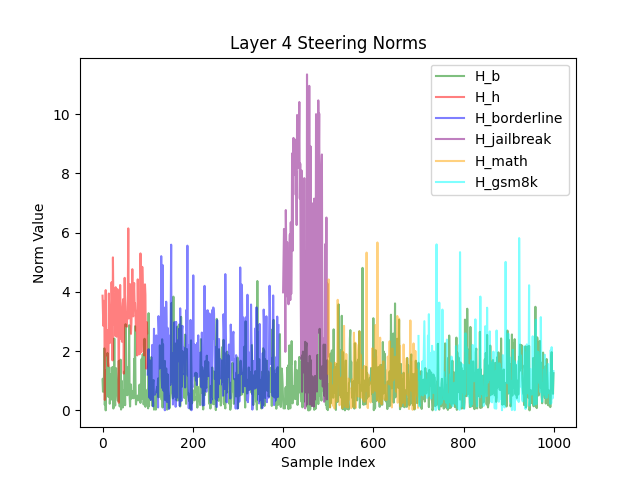 Layer 4 Steering Norms
H_b
H_h
H_borderline
H_jailbreak
H_math
H_gsm8k
Norm Value
10
8
6
4
2
0
0 200 400 600 800 1000
Sample Index